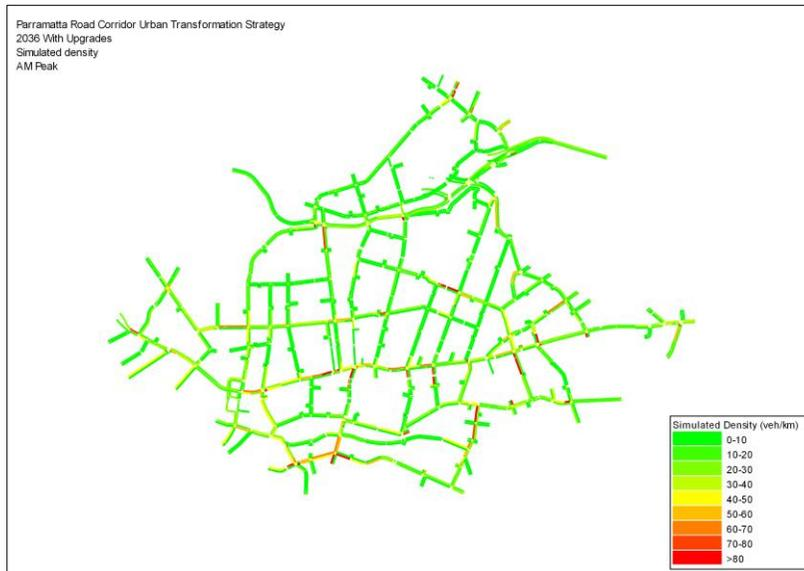 Parramatta Road Corridor Urban Transformation Strategy
2036 With Upgrades
Simulated density
AM Peak
Simulated Density (veh/km)
0-10
10-20
20-30
30-40
40-50
50-60
60-70
70-80
>80